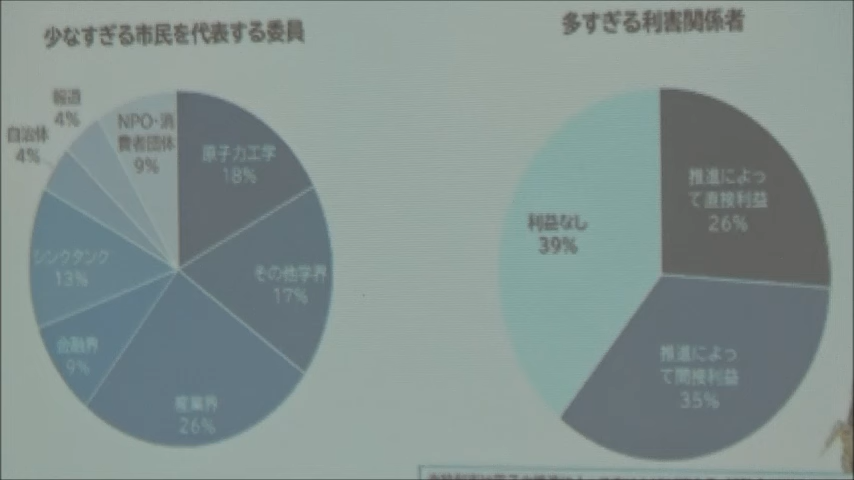 少なすぎる市民を代表する委員
報道
4%
自治体
4%
NPO・消
費者団体
9%
原子力工学
18%
その他学界
17%
産業界
26%
金融界
9%
シンクタンク
13%
多すぎる利害関係者
推進によっ
て直接利益
26%
推進によっ
て間接利益
35%
利益なし
39%